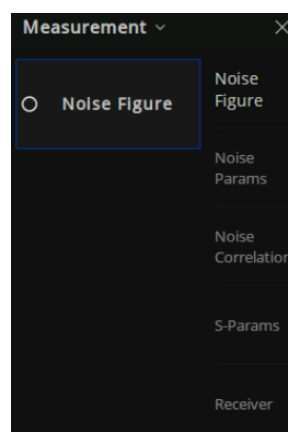 Measurement
Noise Figure
Noise
Figure
Noise
Params
Noise
Correlation
S-Params
Receiver